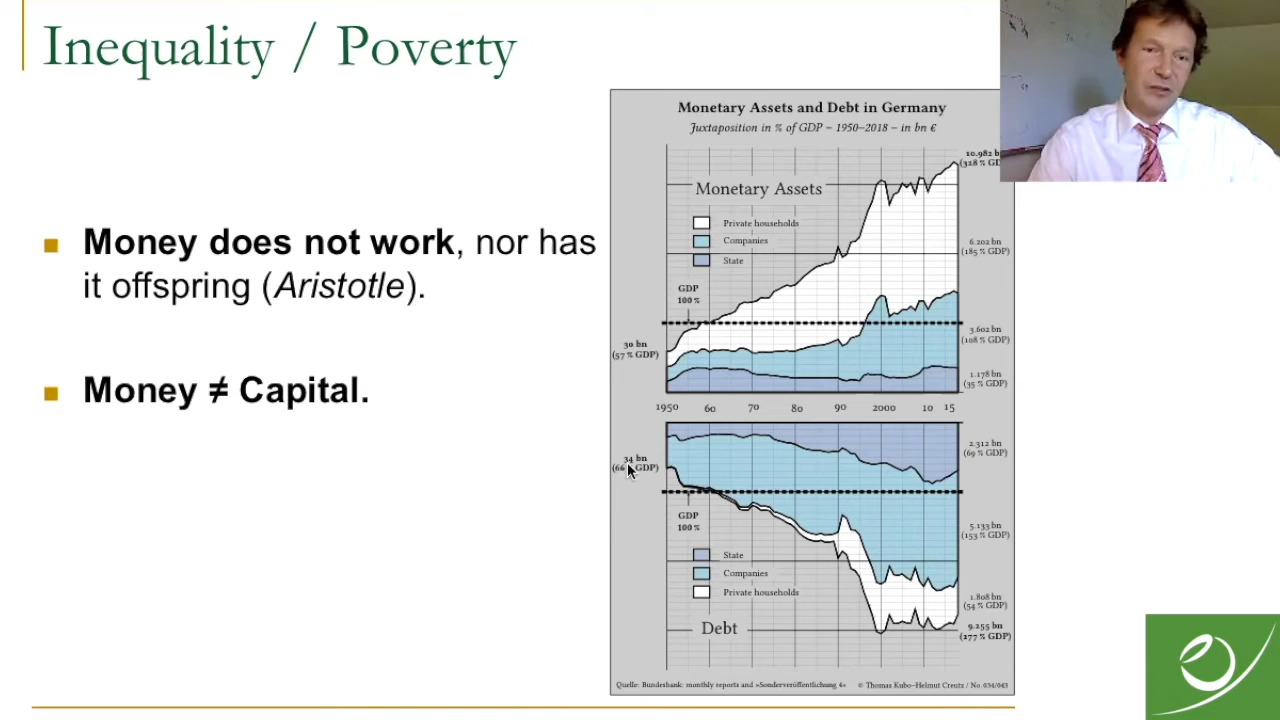 Inequality / Poverty
Money does not work, nor has
it offspring (Aristotle).
Money ≠ Capital.
Monetary Assets and Debt in Germany
Juxtaposition in % of GDP – 1950–2018 – in bn €
10.982 b
(328 % GD
Monetary Assets
Private households
Companies
State
6.202 bn
(185 % GDP)
GDP
100 %
3.602 bn
(108 % GDP)
30 bn
(57 % GDP)
1.178 bn
(35 % GDP)
1950 60 70 80 90 2000 10 15
2.312 bn
(69 % GDP)
34 bn
GDP)
GDP
100 %
5.133 bn
(153 % GDP)
State
Companies
Private households
1.808 bn
(54 % GDP)
Debt
9.255 bn
(277 % GDP)
Quelle: Bundesbank: monthly reports and »Sonderveröffentlichung 4« © Thomas Kubo–Helmut Creutz / No. 034/043